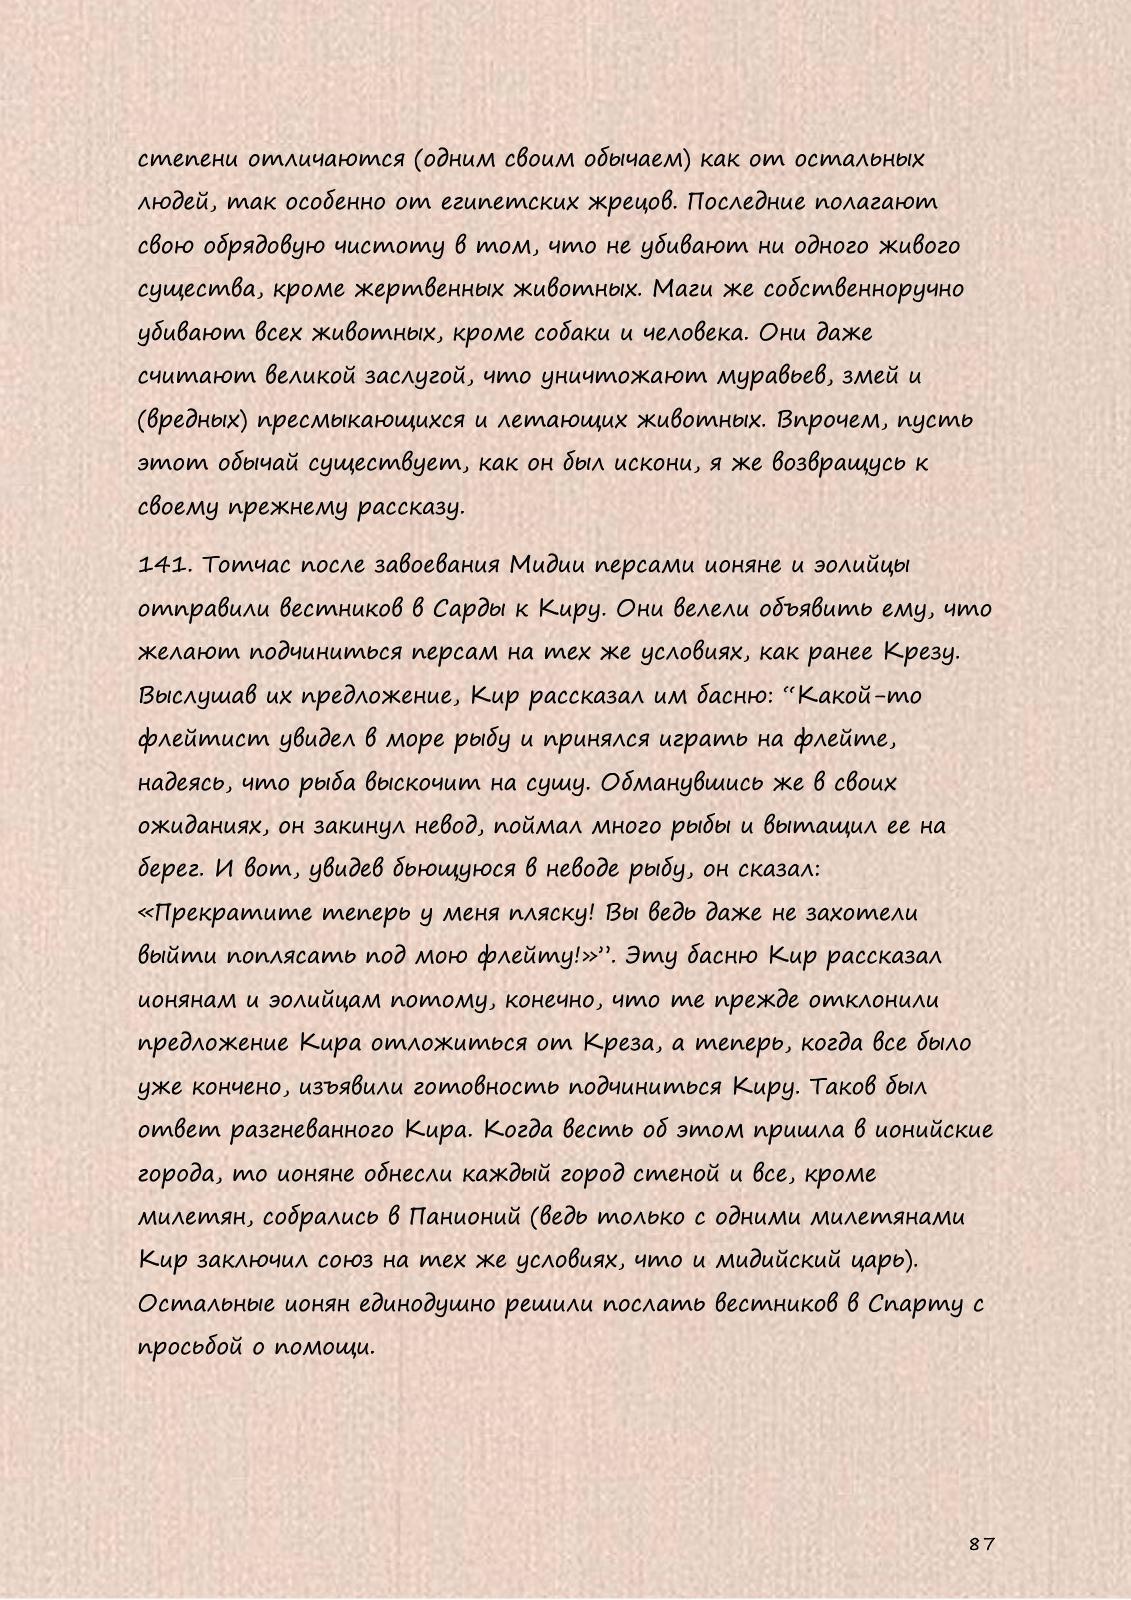 степени отличаются (одним своим обычаем) как от остальных
людей, так особенно от египетских жрецов. Последние полагают
свою обрядовую чистоту в том, что не убивают ни одного живого
существа, кроме жертвенных животных. Маги же собственноручно
убивают всех животных, кроме собаки и человека. Они даже
считают великой заслугой, что уничтожают муравьев, змей и
(вредных) пресмыкающихся и летающих животных. Впрочем, пусть
этот обычай существует, как он был искони, я же возвращусь к
своему прежнему рассказу.
141. Тотчас после завоевания Мидии персами ионяне и эолийцы
отправили вестников в Сарды к Киру. Они велели объявить ему, что
желают подчиниться персам на тех же условиях, как ранее Крезу.
Выслушав их предложение, Кир рассказал им басню: “Какой-то
флейтист увидел в море рыбу и принялся играть на флейте,
надеясь, что рыба выскочит на сушу. Обманувшись же в своих
ожиданиях, он закинул невод, поймал много рыбы и вытащил ее на
берег. И вот, увидев бьющуюся в неводе рыбу, он сказал:
«Прекратите теперь у меня пляску! Вы ведь даже не захотели
выйти поплясать под мою флейту!»”. Эту басню Кир рассказал
ионянам и эолийцам потому, конечно, что те прежде отклонили
предложение Кира отложиться от Креза, а теперь, когда все было
уже кончено, изъявили готовность подчиниться Киру. Таков был
ответ разгневанного Кира. Когда весть об этом пришла в ионийские
города, то ионяне обнесли каждый город стеной и все, кроме
милетян, собрались в Панионий (ведь только с одними милетянами
Кир заключил союз на тех же условиях, что и мидийский царь).
Остальные ионян единодушно решили послать вестников в Спарту с
просьбой о помощи.
87